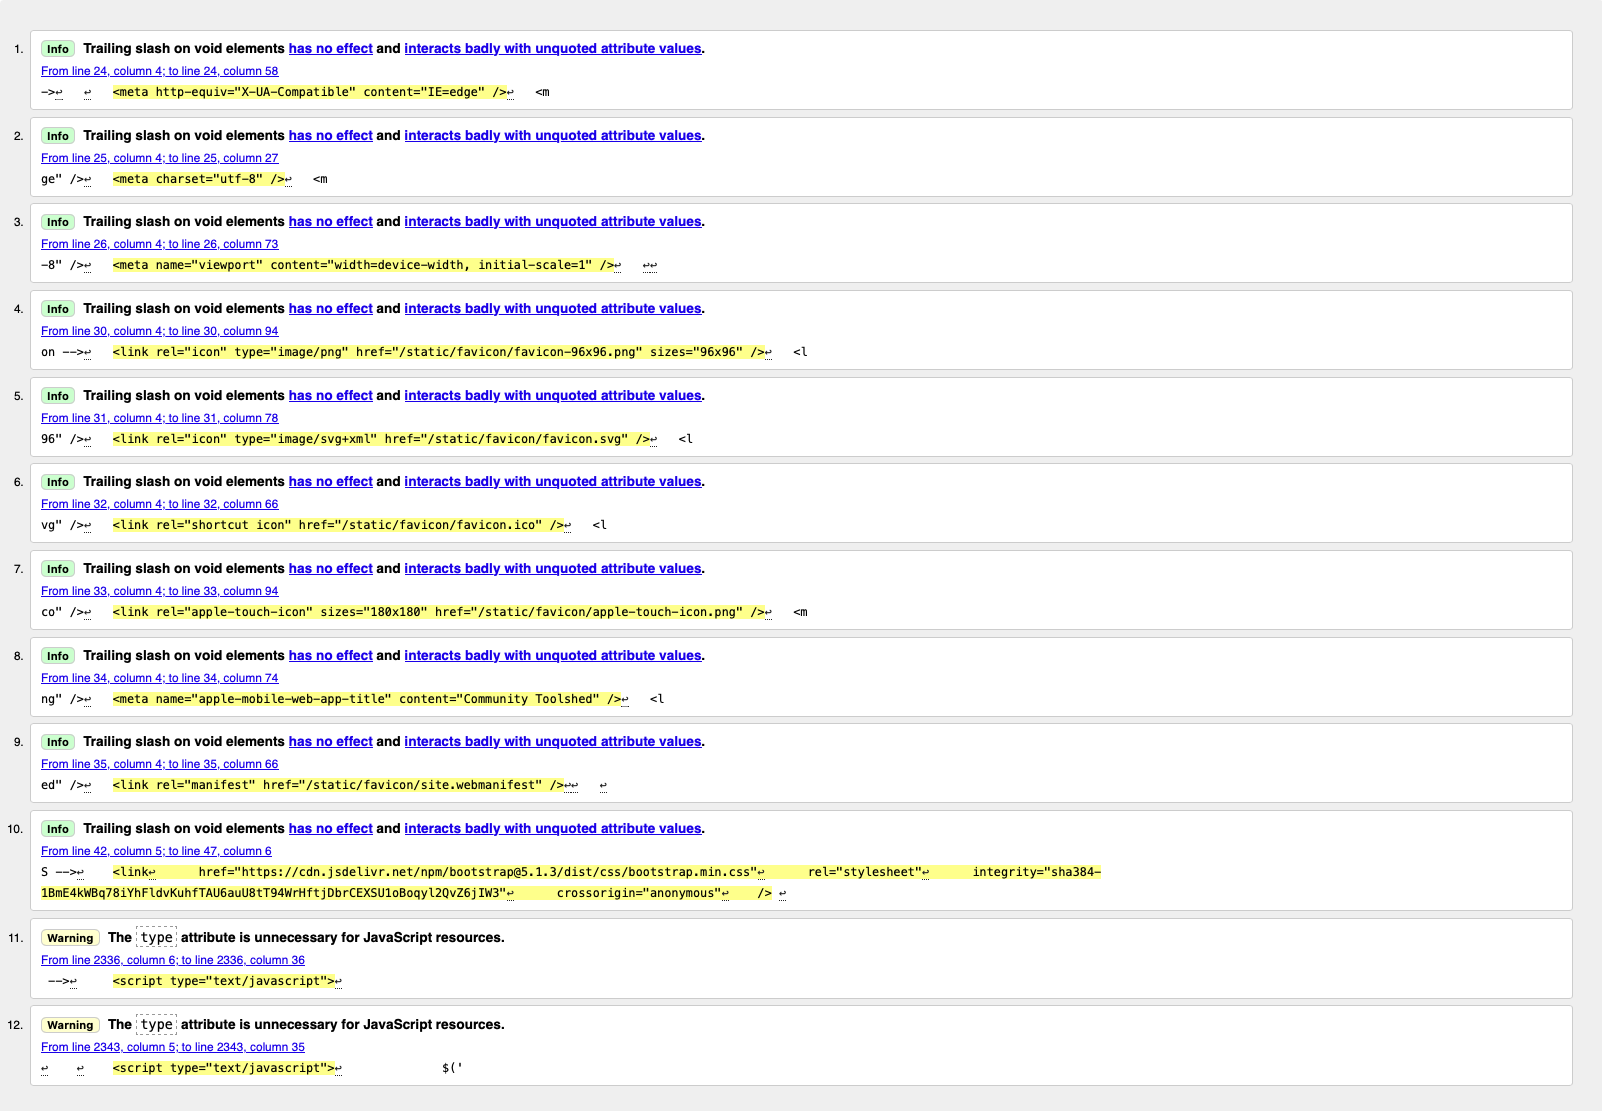 1. Info Trailing slash on void elements has no effect and interacts badly with unquoted attribute values.
From line 24, column 4; to line 24, column 58
-->↩   ↩   <meta http-equiv="X-UA-Compatible" content="IE=edge" />↩   <m
2. Info Trailing slash on void elements has no effect and interacts badly with unquoted attribute values.
From line 25, column 4; to line 25, column 27
ge" />↩   <meta charset="utf-8" />↩   <m
3. Info Trailing slash on void elements has no effect and interacts badly with unquoted attribute values.
From line 26, column 4; to line 26, column 73
-8" />↩   <meta name="viewport" content="width=device-width, initial-scale=1" />↩   ↩↩
4. Info Trailing slash on void elements has no effect and interacts badly with unquoted attribute values.
From line 30, column 4; to line 30, column 94
on -->↩   <link rel="icon" type="image/png" href="/static/favicon/favicon-96x96.png" sizes="96x96" />↩   <l
5. Info Trailing slash on void elements has no effect and interacts badly with unquoted attribute values.
From line 31, column 4; to line 31, column 78
96" />↩   <link rel="icon" type="image/svg+xml" href="/static/favicon/favicon.svg" />↩   <l
6. Info Trailing slash on void elements has no effect and interacts badly with unquoted attribute values.
From line 32, column 4; to line 32, column 66
vg" />↩   <link rel="shortcut icon" href="/static/favicon/favicon.ico" />↩   <l
7. Info Trailing slash on void elements has no effect and interacts badly with unquoted attribute values.
From line 33, column 4; to line 33, column 94
co" />↩   <link rel="apple-touch-icon" sizes="180x180" href="/static/favicon/apple-touch-icon.png" />↩   <m
8. Info Trailing slash on void elements has no effect and interacts badly with unquoted attribute values.
From line 34, column 4; to line 34, column 74
ng" />↩   <meta name="apple-mobile-web-app-title" content="Community Toolshed" />↩   <l
9. Info Trailing slash on void elements has no effect and interacts badly with unquoted attribute values.
From line 35, column 4; to line 35, column 66
ed" />↩   <link rel="manifest" href="/static/favicon/site.webmanifest" />↩↩   ↩
10. Info Trailing slash on void elements has no effect and interacts badly with unquoted attribute values.
From line 42, column 5; to line 47, column 6
S -->↩    <link↩      href="https://cdn.jsdelivr.net/npm/bootstrap@5.1.3/dist/css/bootstrap.min.css"↩      rel="stylesheet"↩      integrity="sha384-
1BmE4kWBq78iYhFldvKuhfTAU6auU8tT94WrHftjDbrCEXSU1oBoqyl2QvZ6jIW3"↩      crossorigin="anonymous"↩    /> ↩
11. Warning The type attribute is unnecessary for JavaScript resources.
From line 2336, column 6; to line 2336, column 36
-->↩     <script type="text/javascript">↩
12. Warning The type attribute is unnecessary for JavaScript resources.
From line 2343, column 5; to line 2343, column 35
↩    ↩    <script type="text/javascript">↩              $('